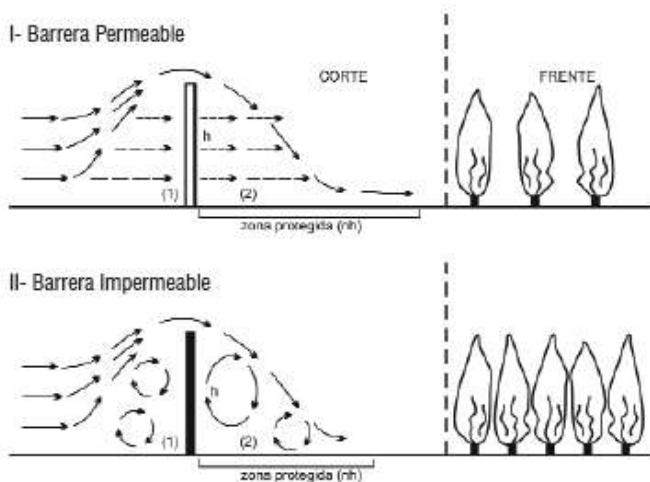 I- Barrera Permeable
CORTE
FRENTE
h
(1)
(2)
zona protegida (nh)
II- Barrera Impermeable
h
(1)
(2)
zona protegida (nh)